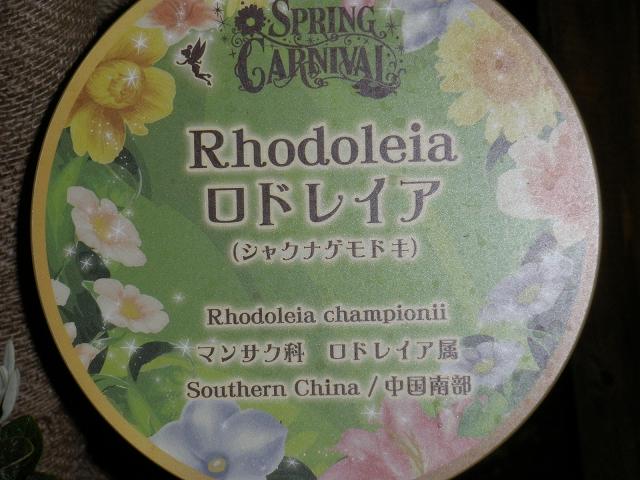 SPRING
CARNIVAL
Rhodoleia
ロドレイア
(シャクナゲモドキ)
Rhodoleia championii
マンサク科 ロドレイア属
Southern China / 中国南部